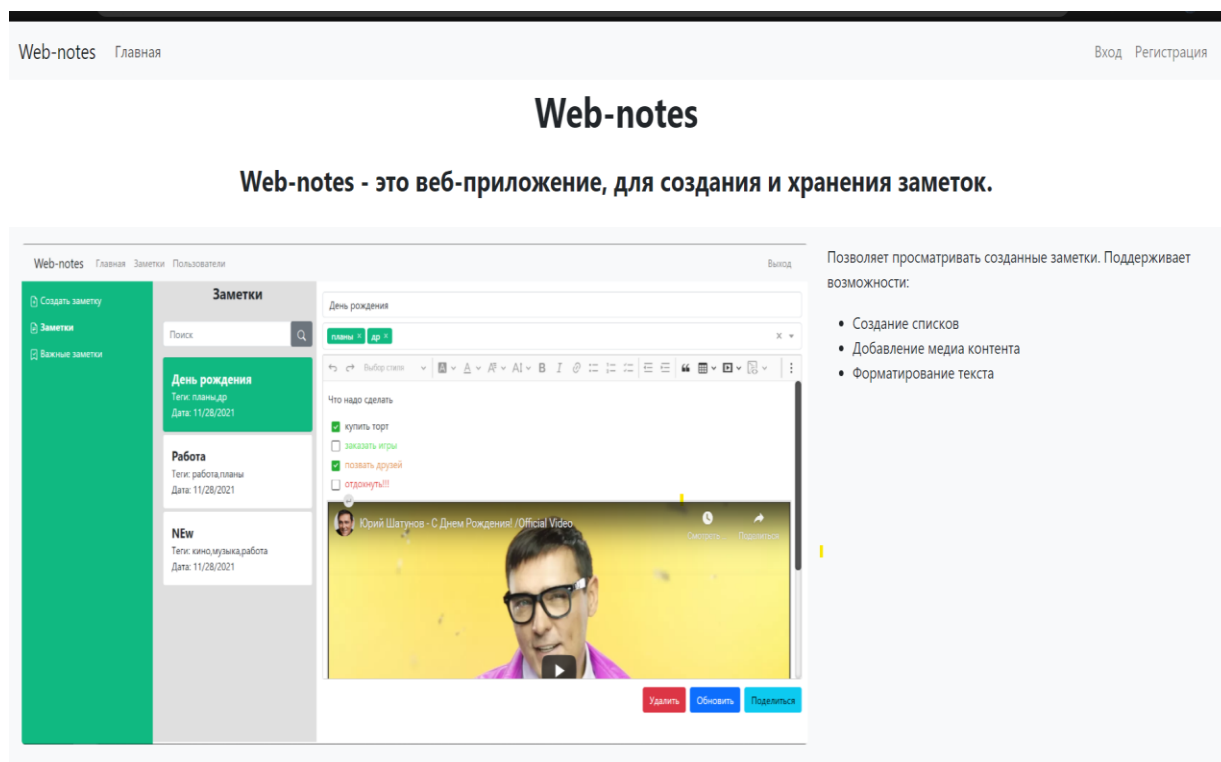 Web-notes Главная Вход Регистрация
Web-notes
Web-notes - это веб-приложение, для создания и хранения заметок.
Web-notes Главная Заметки Пользователи Выход
Создать заметку
Заметки
Важные заметки
Заметки
Поиск
День рождения
Теги: планы,др
Дата: 11/28/2021
Работа
Теги: работа,планы
Дата: 11/28/2021
NEw
Теги: кино,музыка,работа
Дата: 11/28/2021
День рождения
планы × др ×
Выбор стиля
Что надо сделать
купить торт
заказать игры
позвать друзей
отдохнуть!!!
Юрий Шатунов - С Днем Рождения! /Official Video
Смотреть Поделиться
Удалить Обновить Поделиться
Позволяет просматривать созданные заметки. Поддерживает
возможности:
• Создание списков
• Добавление медиа контента
• Форматирование текста